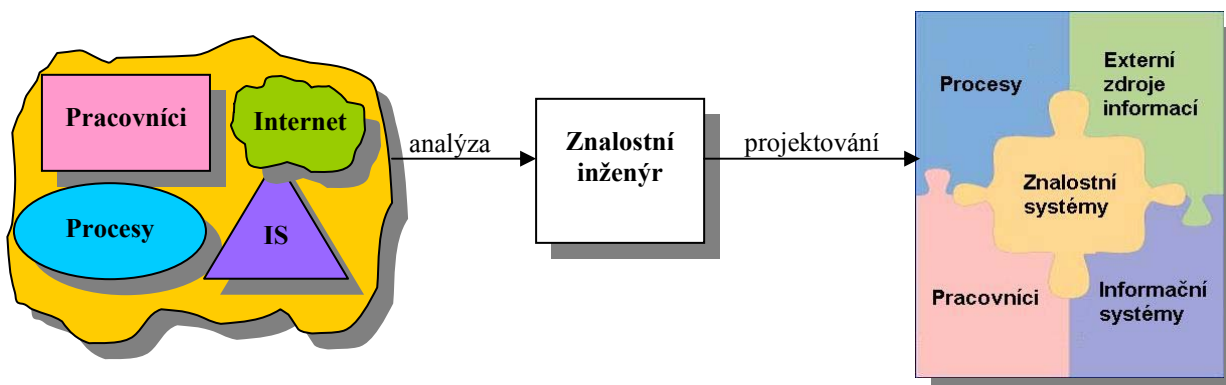 Pracovníci
Internet
Procesy
IS
analýza
Znalostní
inženýr
projektování
Procesy
Externí
zdroje
informací
Znalostní
systémy
Pracovníci
Informační
systémy